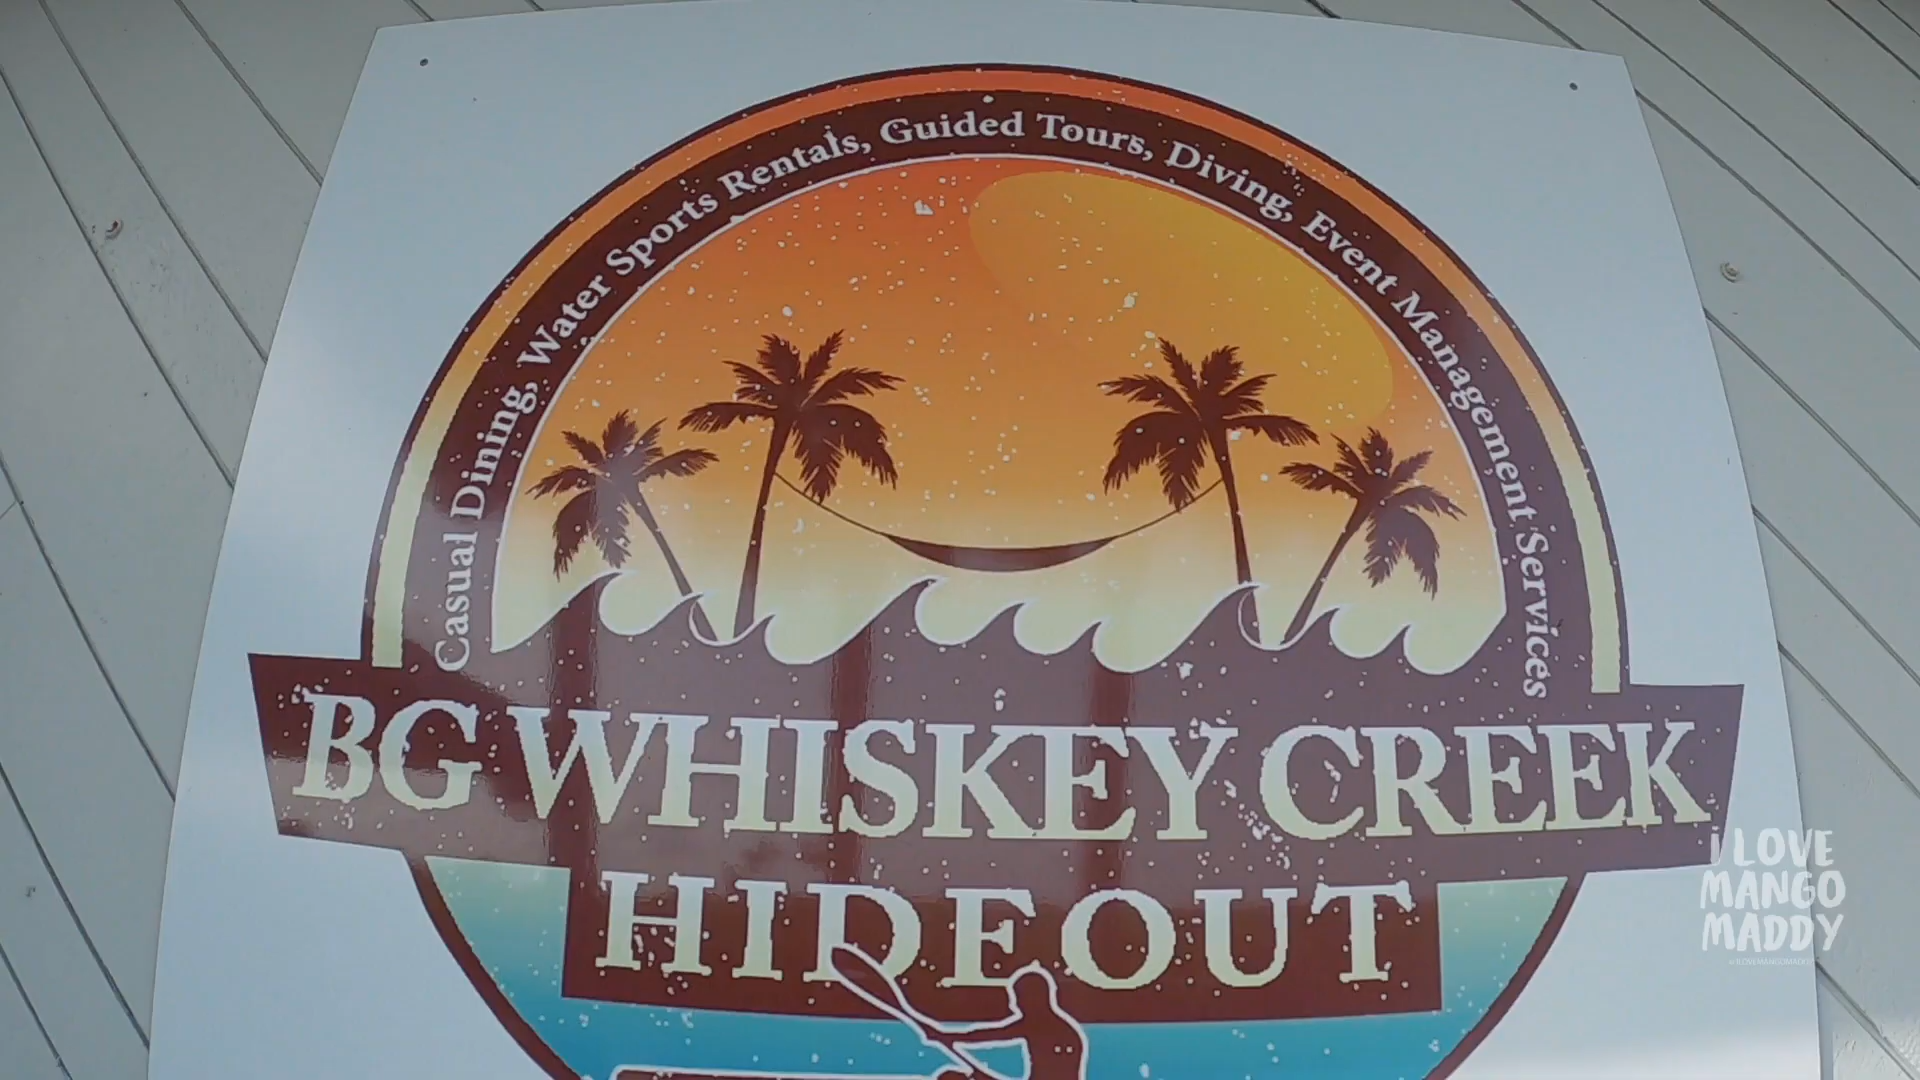 Casual Dining, Water Sports Rentals, Guided Tours, Diving, Event Management Services
BG WHISKEY CREEK
HIDEOUT
I LOVE
MANGO
MADDY